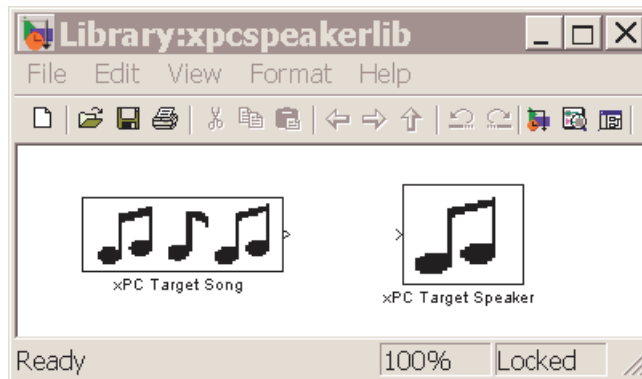 Library:xpcspeakerlib
File Edit View Format Help
xPC Target Song
xPC Target Speaker
Ready 100% Locked